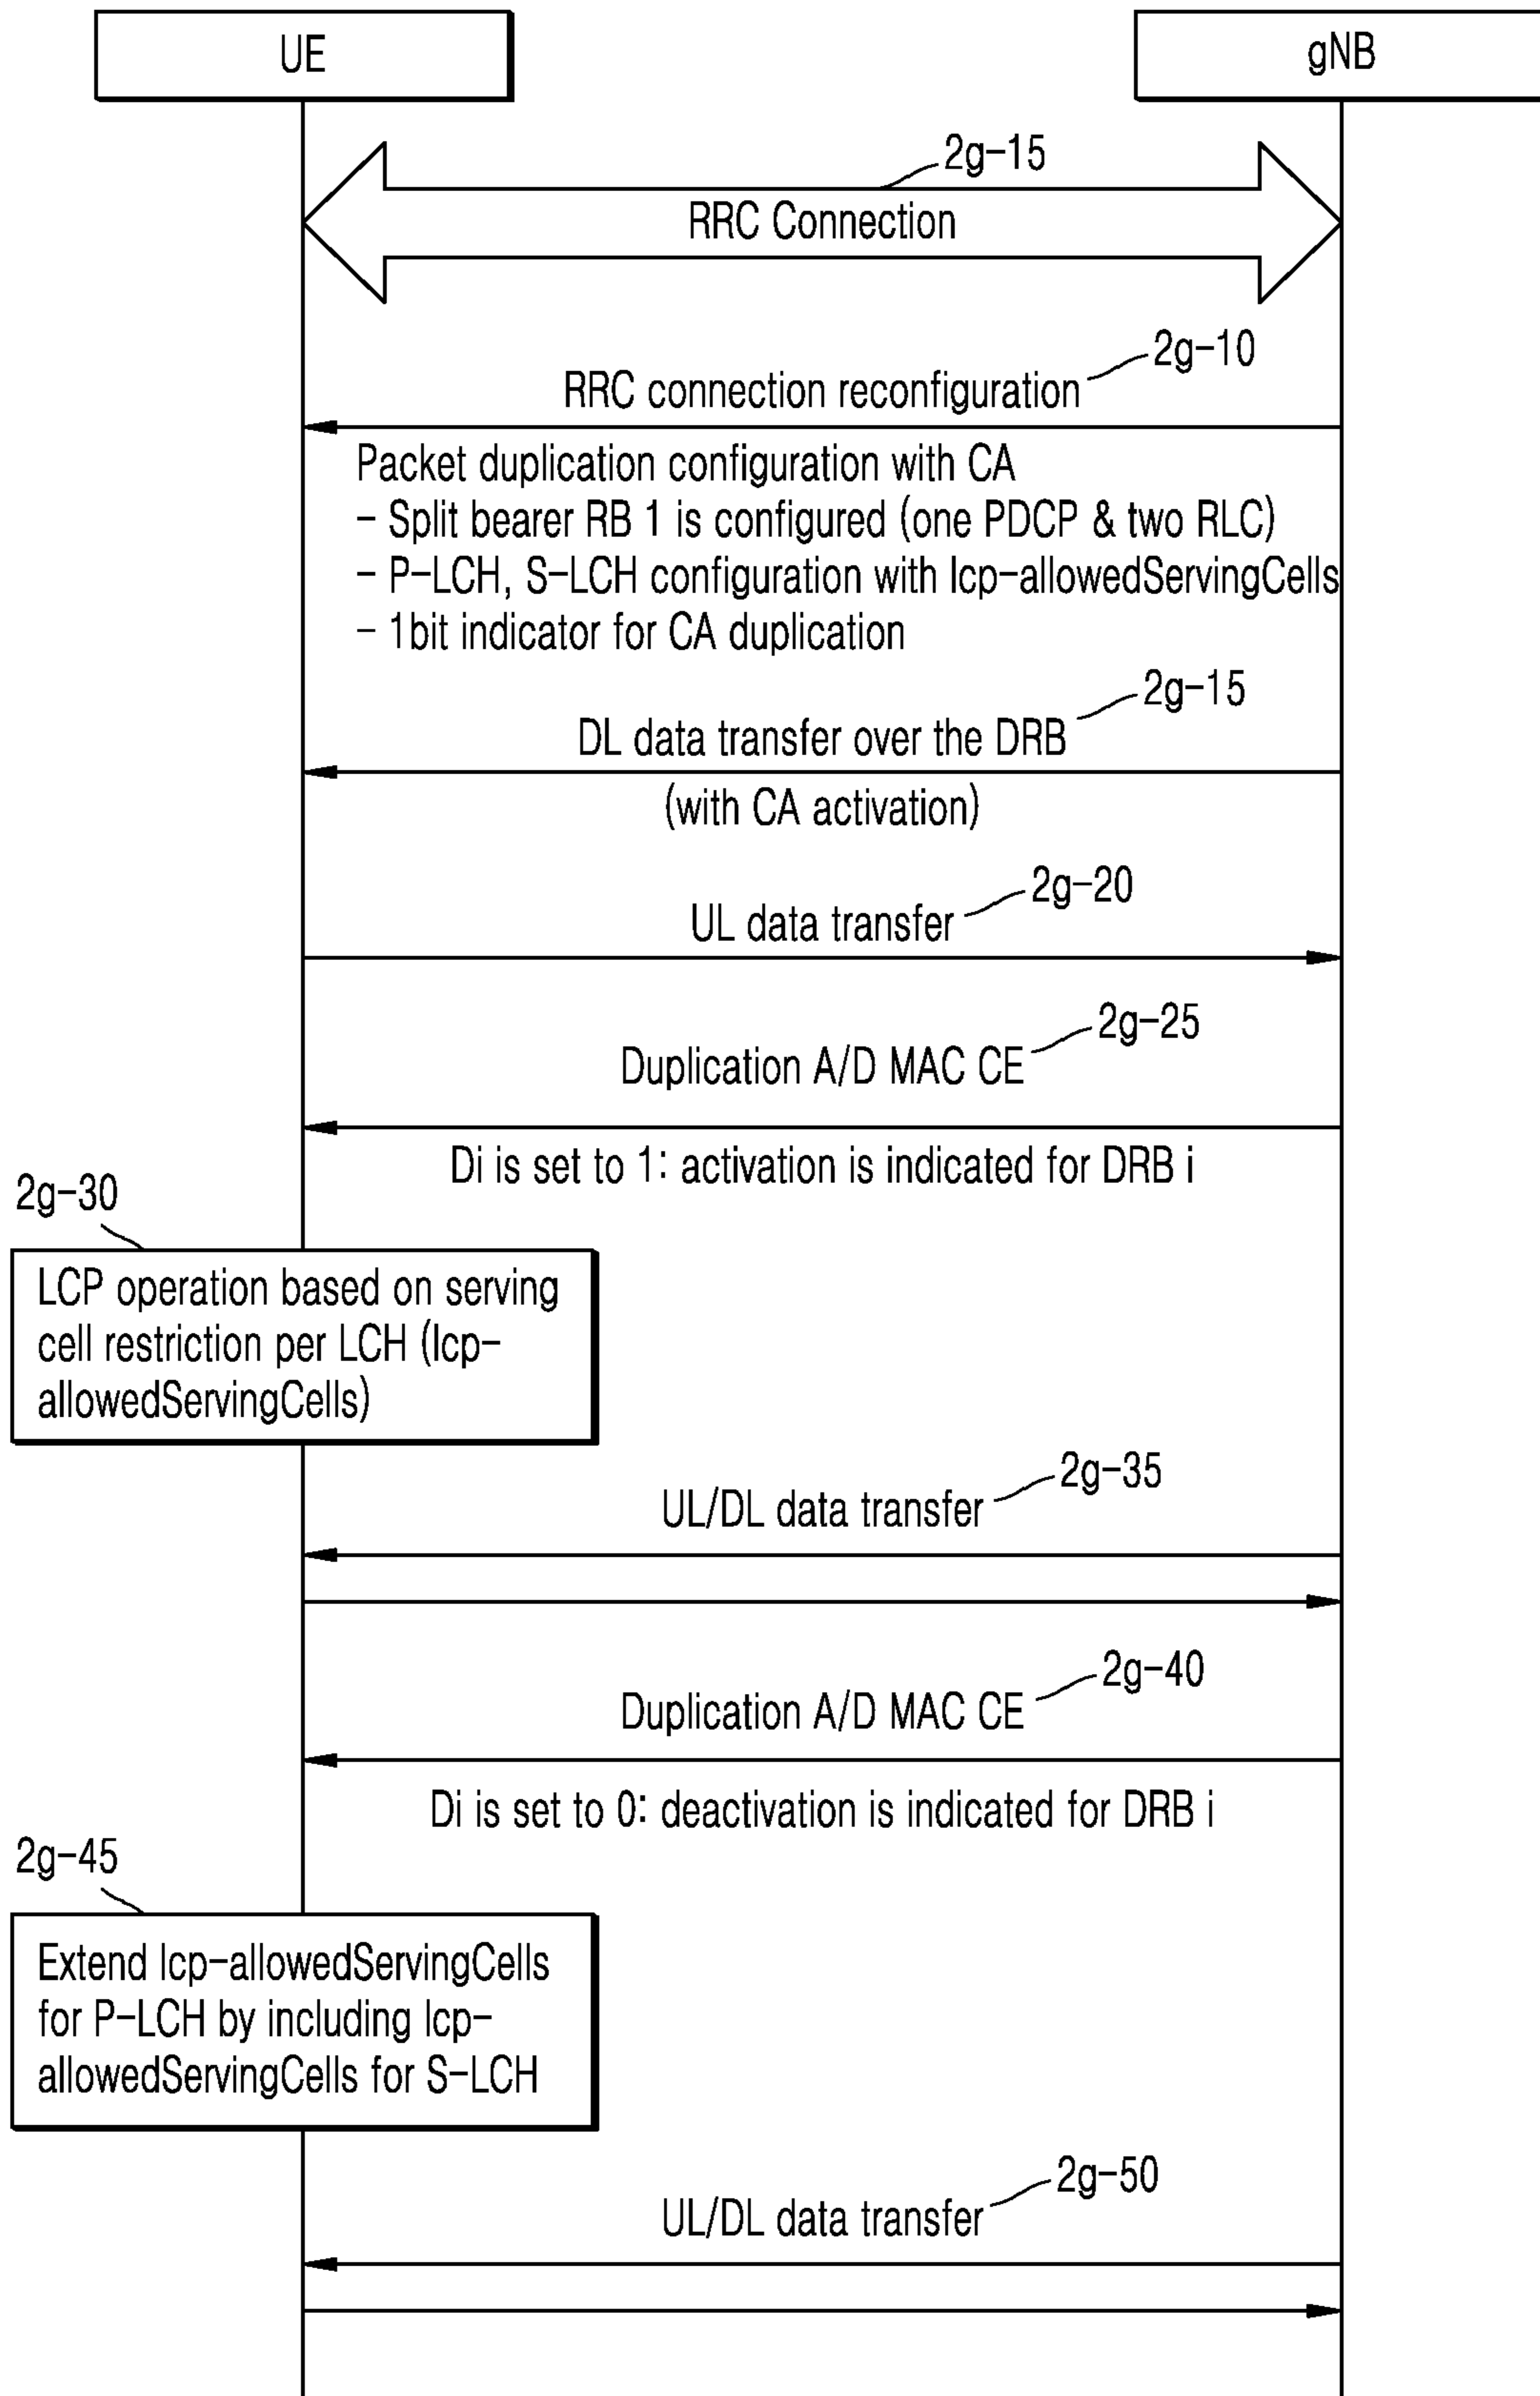 UE
gNB
2g-15
RRC Connection
2g-10
RRC connection reconfiguration
Packet duplication configuration with CA
- Split bearer RB 1 is configured (one PDCP & two RLC)
- P-LCH, S-LCH configuration with lcp-allowedServingCells
- 1bit indicator for CA duplication
2g-15
DL data transfer over the DRB
(with CA activation)
2g-20
UL data transfer
2g-25
Duplication A/D MAC CE
Di is set to 1: activation is indicated for DRB i
2g-30
LCP operation based on serving
cell restriction per LCH (lcp-
allowedServingCells)
2g-35
UL/DL data transfer
2g-40
Duplication A/D MAC CE
Di is set to 0: deactivation is indicated for DRB i
2g-45
Extend lcp-allowedServingCells
for P-LCH by including lcp-
allowedServingCells for S-LCH
2g-50
UL/DL data transfer